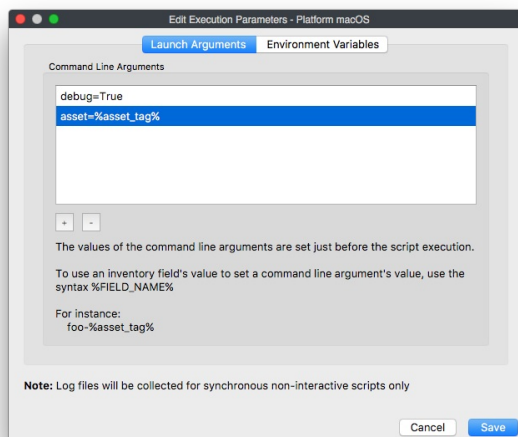 Edit Execution Parameters - Platform macOS
Launch Arguments Environment Variables
Command Line Arguments
debug=True
asset=%asset_tag%
+ -
The values of the command line arguments are set just before the script execution.
To use an inventory field's value to set a command line argument's value, use the
syntax %FIELD_NAME%
For instance:
foo-%asset_tag%
Note: Log files will be collected for synchronous non-interactive scripts only
Cancel Save